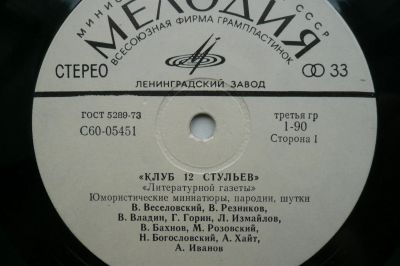 МИНИС СССР
МЕЛОДИЯ
ВСЕСОЮЗНАЯ ФИРМА ГРАМПЛАСТИНОК
СТЕРЕО 33
ЛЕНИНГРАДСКИЙ ЗАВОД
ГОСТ 5289-73 третья гр
С60-05451 1-90
Сторона 1
«КЛУБ 12 СТУЛЬЕВ»
«Литературной газеты»
Юмористические миниатюры, пародии, шутки
В. Веселовский, В. Резников,
В. Владин, Г. Горин, Л. Измайлов,
В. Бахнов, М. Розовский,
Н. Богословский, А. Хайт,
А. Иванов